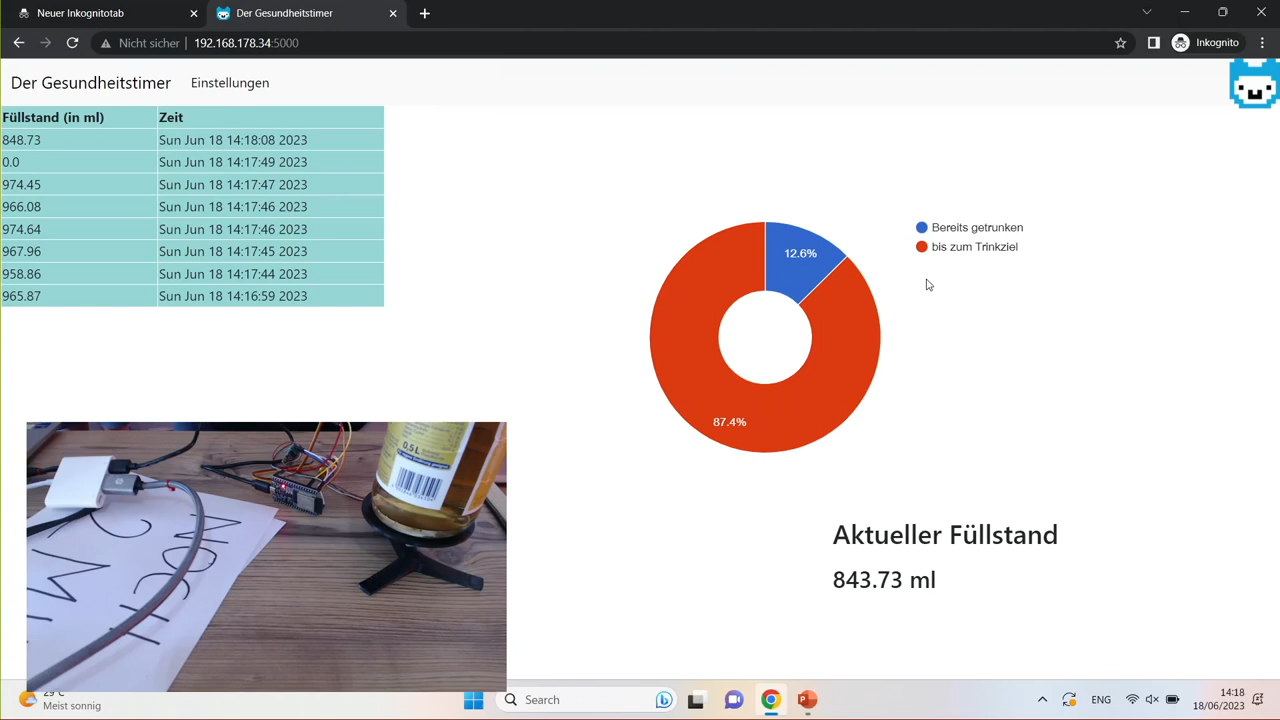 Neuer Inkognitotab
Der Gesundheitstimer
Nicht sicher
192.168.178.34:5000
Inkognito
Der Gesundheitstimer
Einstellungen
Füllstand (in ml) Zeit
848.73 Sun Jun 18 14:18:08 2023
0.0 Sun Jun 18 14:17:49 2023
974.45 Sun Jun 18 14:17:47 2023
966.08 Sun Jun 18 14:17:46 2023
974.64 Sun Jun 18 14:17:46 2023
967.96 Sun Jun 18 14:17:45 2023
958.86 Sun Jun 18 14:17:44 2023
965.87 Sun Jun 18 14:16:59 2023
Bereits getrunken
bis zum Trinkziel
12.6%
87.4%
0,5L
Aktueller Füllstand
843.73 ml
29°C
Meist sonnig
Search
ENG
14:18
18/06/2023